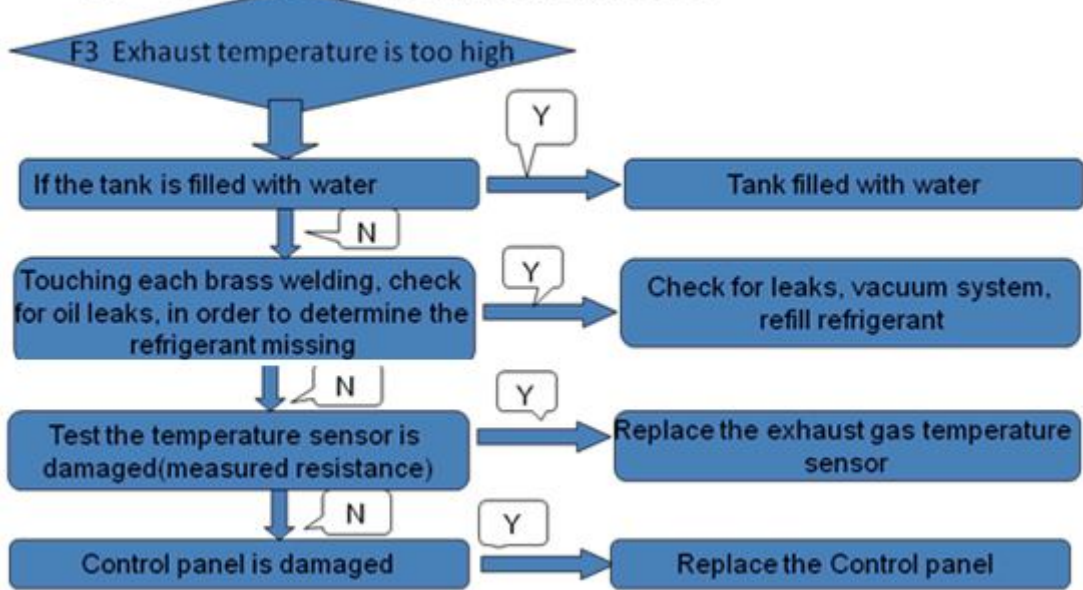 F3 Exhaust temperature is too high
Y
If the tank is filled with water
Tank filled with water
N
Touching each brass welding, check
for oil leaks, in order to determine the
refrigerant missing
Y
Check for leaks, vacuum system,
refill refrigerant
N
Test the temperature sensor is
damaged(measured resistance)
Y
Replace the exhaust gas temperature
sensor
N
Control panel is damaged
Y
Replace the Control panel